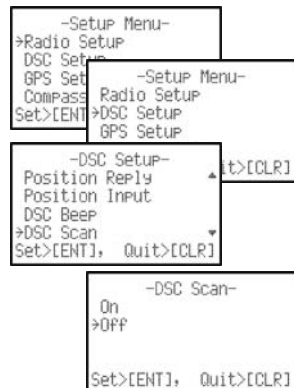 -Setup Menu-
→Radio Setup
DSC Setup
GPS Set
Compass
Set>[ENT
-Setup Menu-
Radio Setup
→DSC Setup
GPS Setup
it>[CLR]
-DSC Setup-
Position Reply
Position Input
DSC Beep
→DSC Scan
Set>[ENT], Quit>[CLR]
-DSC Scan-
On
→Off
Set>[ENT], Quit>[CLR]